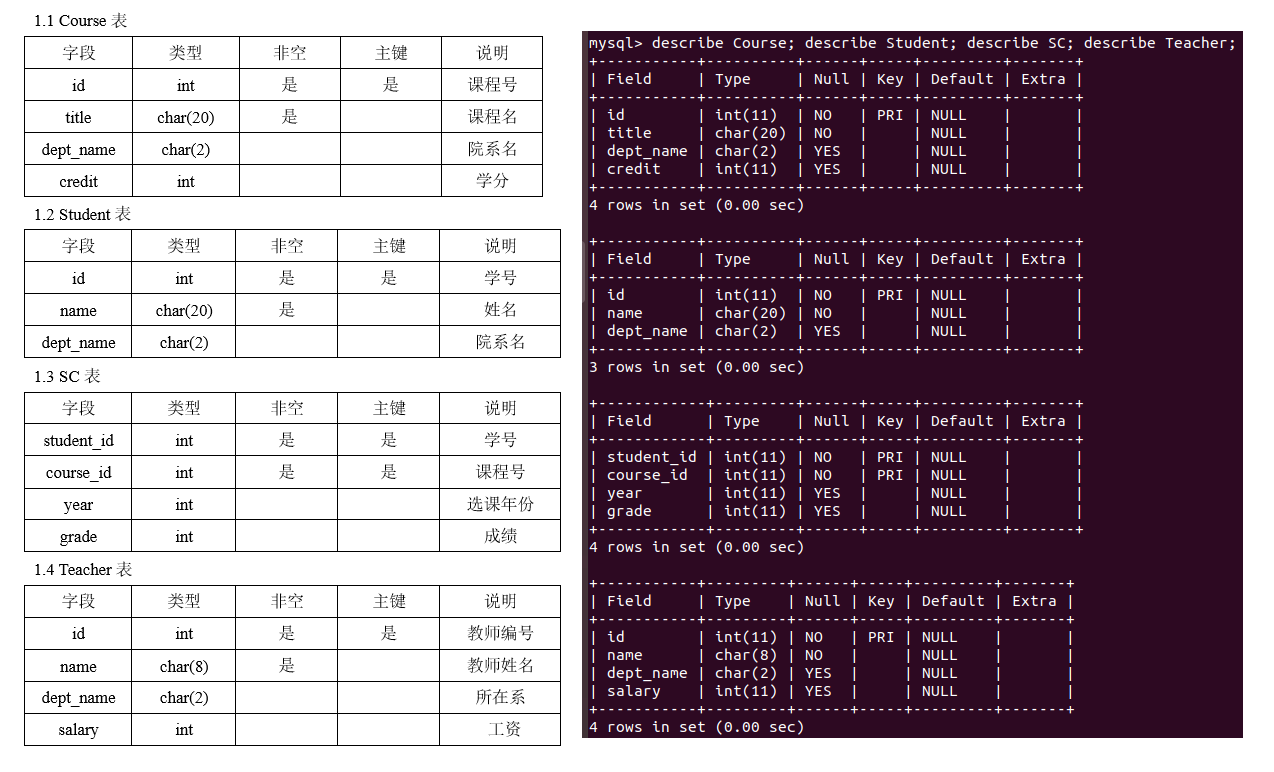 1.1 Course 表
字段 类型 非空 主键 说明
id int 是 是 课程号
title char(20) 是 课程名
dept_name char(2) 院系名
credit int 学分
1.2 Student 表
字段 类型 非空 主键 说明
id int 是 是 学号
name char(20) 是 姓名
dept_name char(2) 院系名
1.3 SC 表
字段 类型 非空 主键 说明
student_id int 是 是 学号
course_id int 是 是 课程号
year int 选课年份
grade int 成绩
1.4 Teacher 表
字段 类型 非空 主键 说明
id int 是 是 教师编号
name char(8) 是 教师姓名
dept_name char(2) 所在系
salary int 工资
mysql> describe Course; describe Student; describe SC; describe Teacher;
+-----------+----------+------+-----+---------+-------+
| Field     | Type     | Null | Key | Default | Extra |
+-----------+----------+------+-----+---------+-------+
| id        | int(11)  | NO   | PRI | NULL    |       |
| title     | char(20) | NO   |     | NULL    |       |
| dept_name | char(2)  | YES  |     | NULL    |       |
| credit    | int(11)  | YES  |     | NULL    |       |
+-----------+----------+------+-----+---------+-------+
4 rows in set (0.00 sec)
+-----------+----------+------+-----+---------+-------+
| Field     | Type     | Null | Key | Default | Extra |
+-----------+----------+------+-----+---------+-------+
| id        | int(11)  | NO   | PRI | NULL    |       |
| name      | char(20) | NO   |     | NULL    |       |
| dept_name | char(2)  | YES  |     | NULL    |       |
+-----------+----------+------+-----+---------+-------+
3 rows in set (0.00 sec)
+------------+---------+------+-----+---------+-------+
| Field      | Type    | Null | Key | Default | Extra |
+------------+---------+------+-----+---------+-------+
| student_id | int(11) | NO   | PRI | NULL    |       |
| course_id  | int(11) | NO   | PRI | NULL    |       |
| year       | int(11) | YES  |     | NULL    |       |
| grade      | int(11) | YES  |     | NULL    |       |
+------------+---------+------+-----+---------+-------+
4 rows in set (0.00 sec)
+-----------+---------+------+-----+---------+-------+
| Field     | Type    | Null | Key | Default | Extra |
+-----------+---------+------+-----+---------+-------+
| id        | int(11) | NO   | PRI | NULL    |       |
| name      | char(8) | NO   |     | NULL    |       |
| dept_name | char(2) | YES  |     | NULL    |       |
| salary    | int(11) | YES  |     | NULL    |       |
+-----------+---------+------+-----+---------+-------+
4 rows in set (0.00 sec)